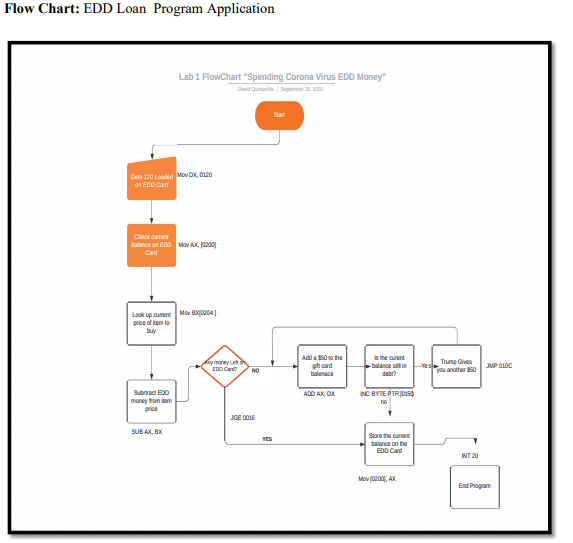 Flow Chart: EDD Loan Program Application
Lab 1 FlowChart "Spending Corona Virus EDD Money"
David Quintanilla | September 25, 2020
Start
Gets 120 Loaded
on EDD Card
Mov DX, 0120
Check current
balance on EDD
Card
Mov AX, [0200]
Look up current
price of item to
buy
Mov BX[0204 ]
Subtract EDD
money from item
price
SUB AX, BX
Any money Left on
EDD Card?
NO
JGE 0016
YES
Add a $50 to the
gift card
balenace
ADD AX, DX
Is the curent
balance still in
debt?
INC BYTE PTR [0150]
no
Yes
Trump Gives
you another $50
JMP 010C
Store the current
balance on the
EDD Card
Mov [0200], AX
INT 20
End Program